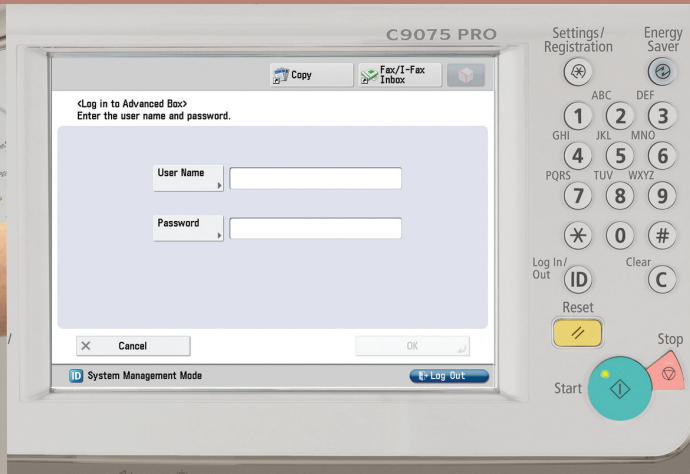 C9075 PRO
Copy
Fax/I-Fax
Inbox
<Log in to Advanced Box>
Enter the user name and password.
User Name
Password
Cancel
OK
ID System Management Mode
Log Out
Settings/
Registration
Energy
Saver
ABC DEF
1 2 3
GHI JKL MNO
4 5 6
PQRS TUV WXYZ
7 8 9
* 0 #
Log In/
Out
ID
Clear
C
Reset
Stop
Start